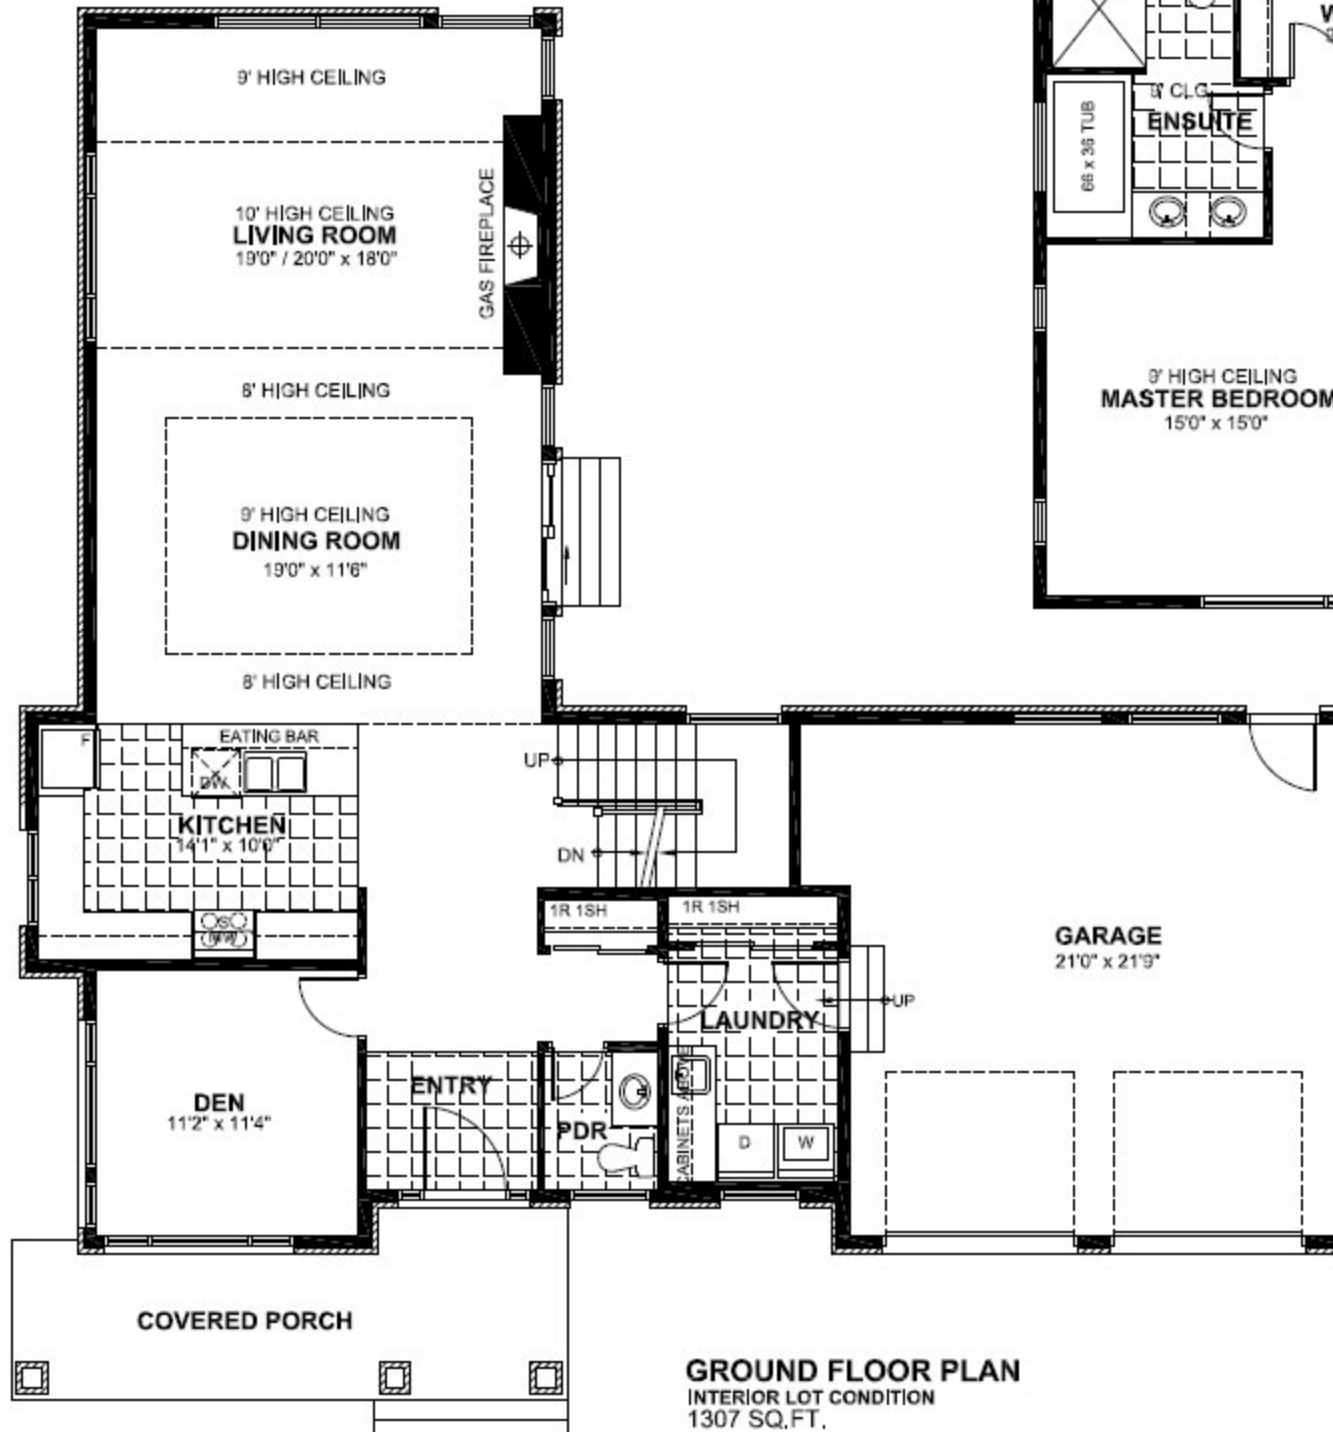 9' HIGH CEILING
10' HIGH CEILING
LIVING ROOM
19'0" / 20'0" x 18'0"
GAS FIREPLACE
8' HIGH CEILING
9' HIGH CEILING
DINING ROOM
19'0" x 11'6"
8' HIGH CEILING
9' CLG
ENSUITE
66 x 36 TUB
9' HIGH CEILING
MASTER BEDROOM
15'0" x 15'0"
F
EATING BAR
DW
KITCHEN
14'1" x 10'0"
S
MW
UP
DN
1R 1SH
1R 1SH
GARAGE
21'0" x 21'9"
UP
LAUNDRY
CABINETS ABOVE
D
W
ENTRY
PDR
DEN
11'2" x 11'4"
COVERED PORCH
GROUND FLOOR PLAN
INTERIOR LOT CONDITION
1307 SQ.FT.